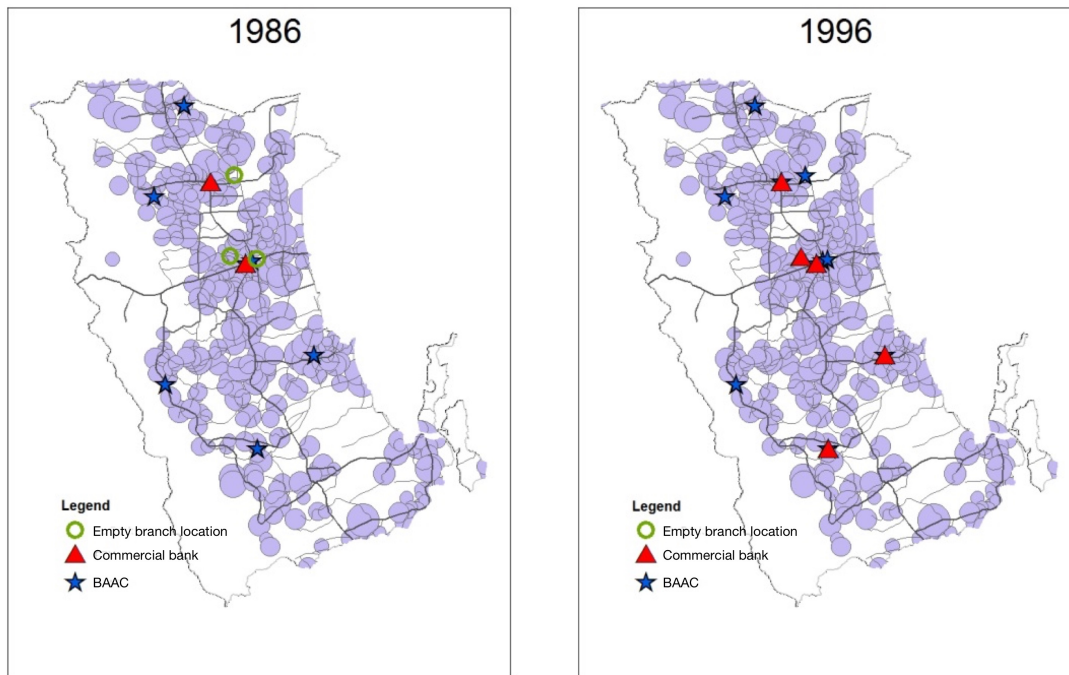 1986
Legend
Empty branch location
Commercial bank
BAAC
1996
Legend
Empty branch location
Commercial bank
BAAC